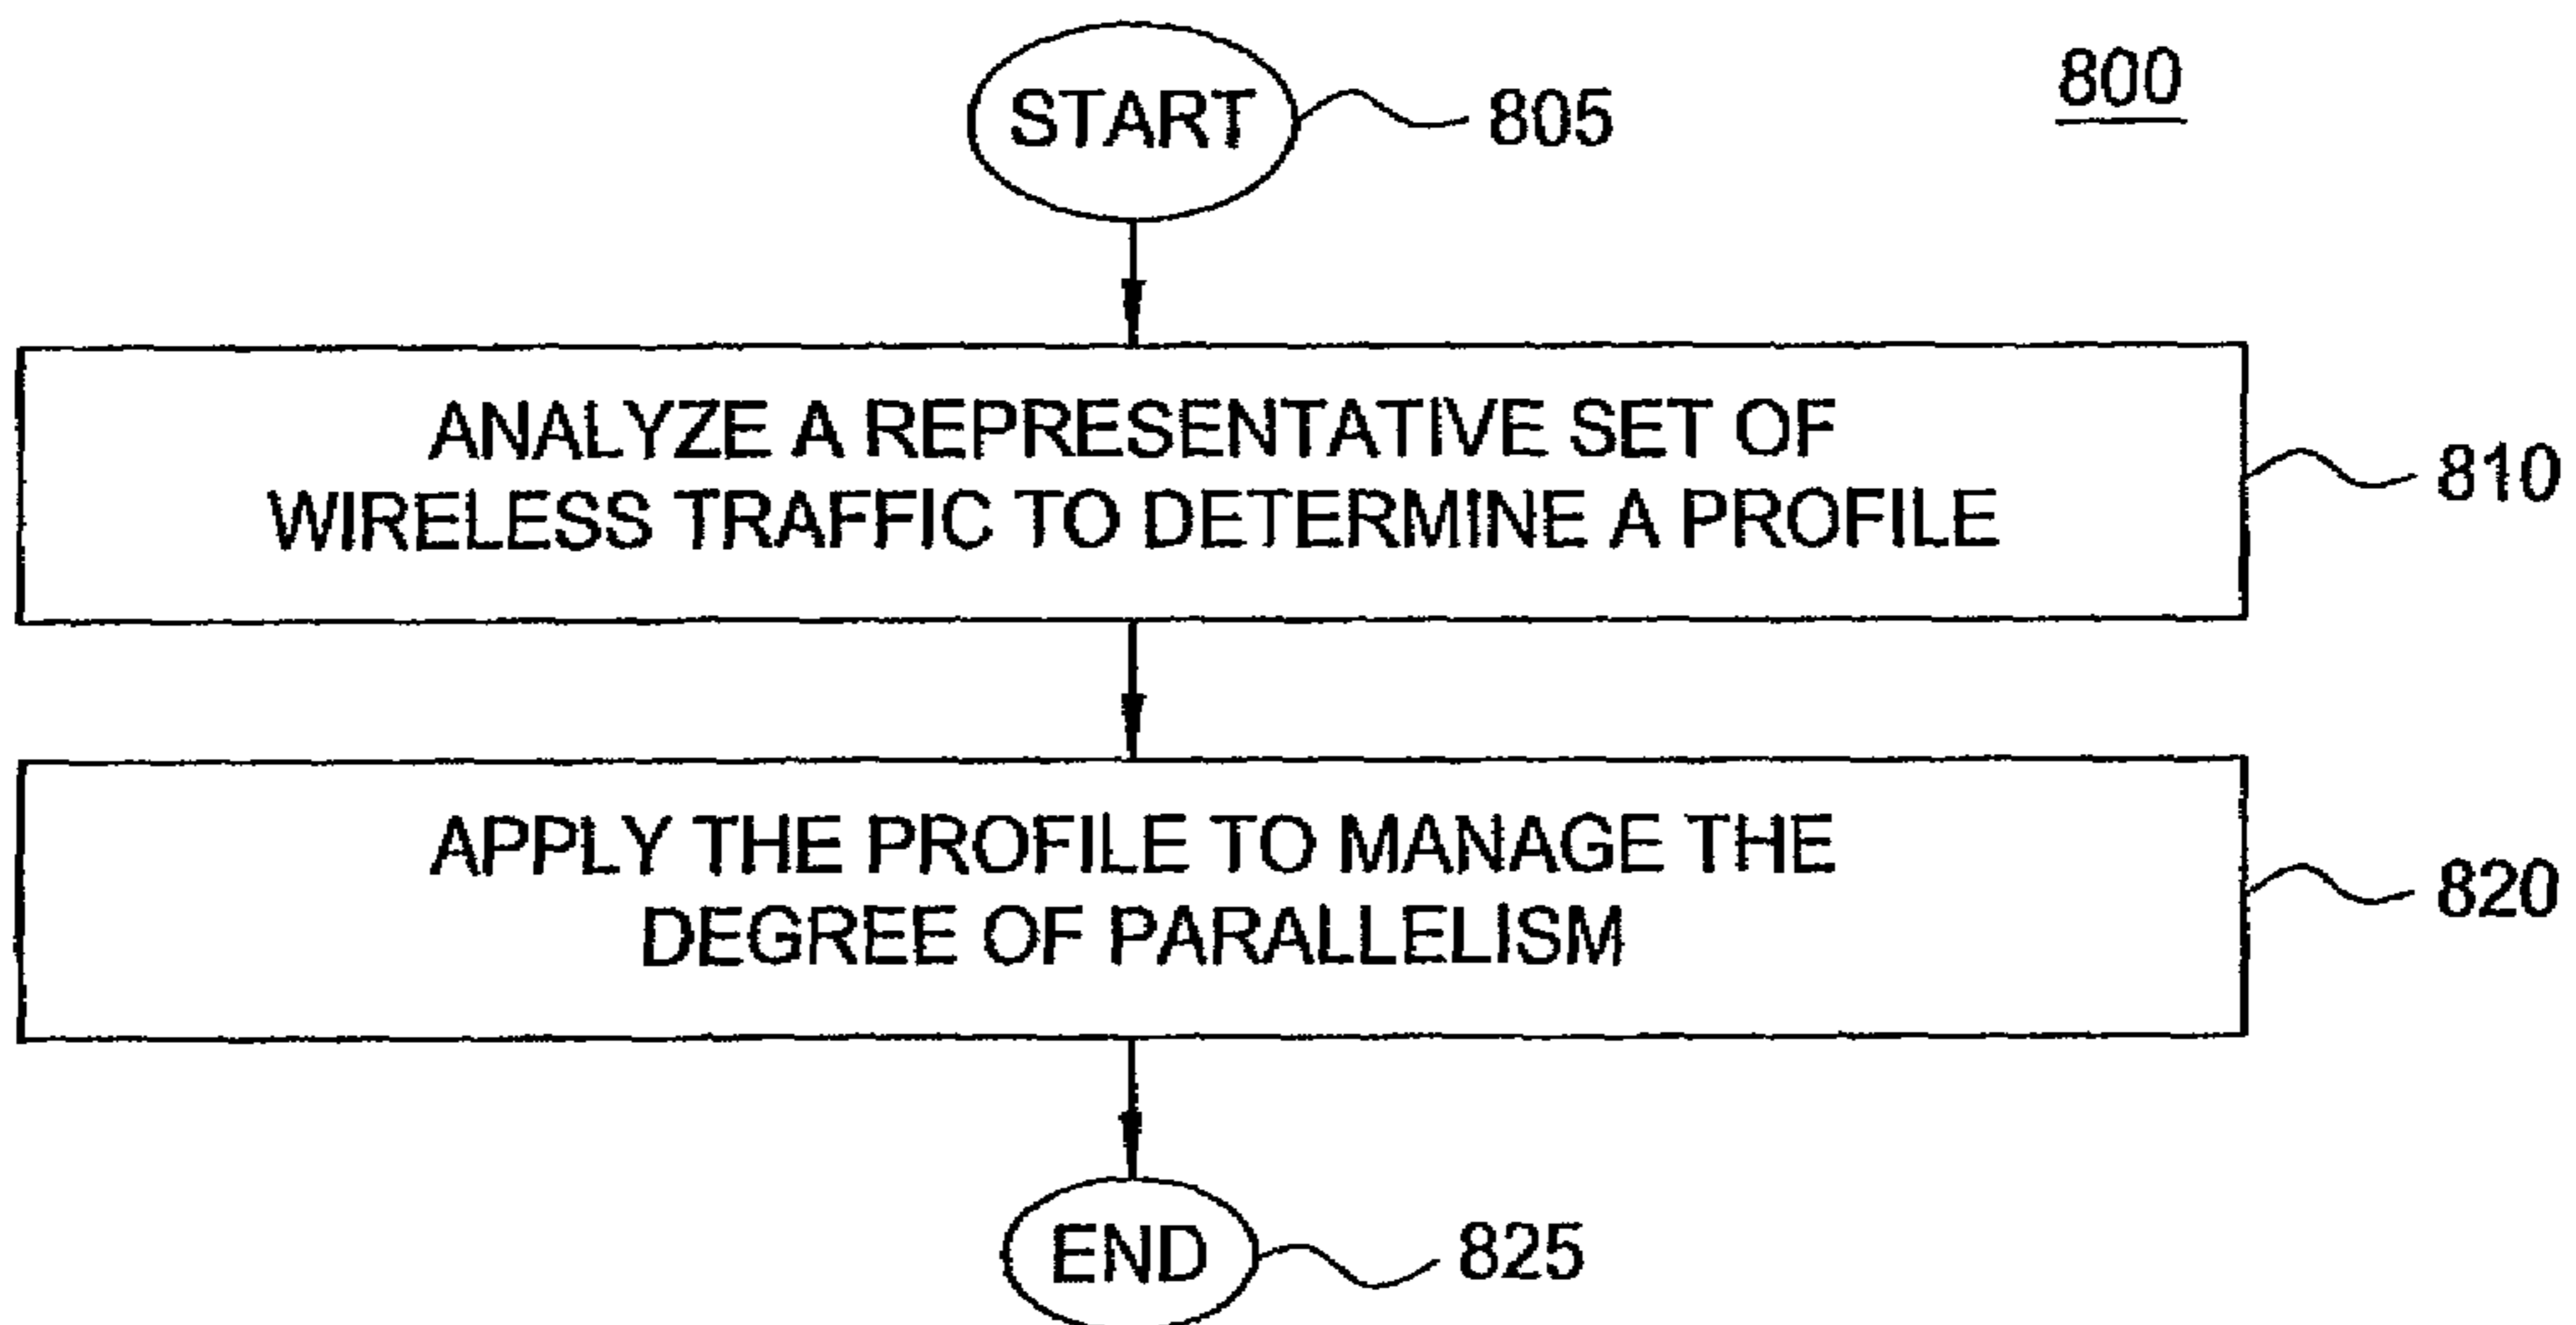 800
START
805
ANALYZE A REPRESENTATIVE SET OF
WIRELESS TRAFFIC TO DETERMINE A PROFILE
810
APPLY THE PROFILE TO MANAGE THE
DEGREE OF PARALLELISM
820
END
825